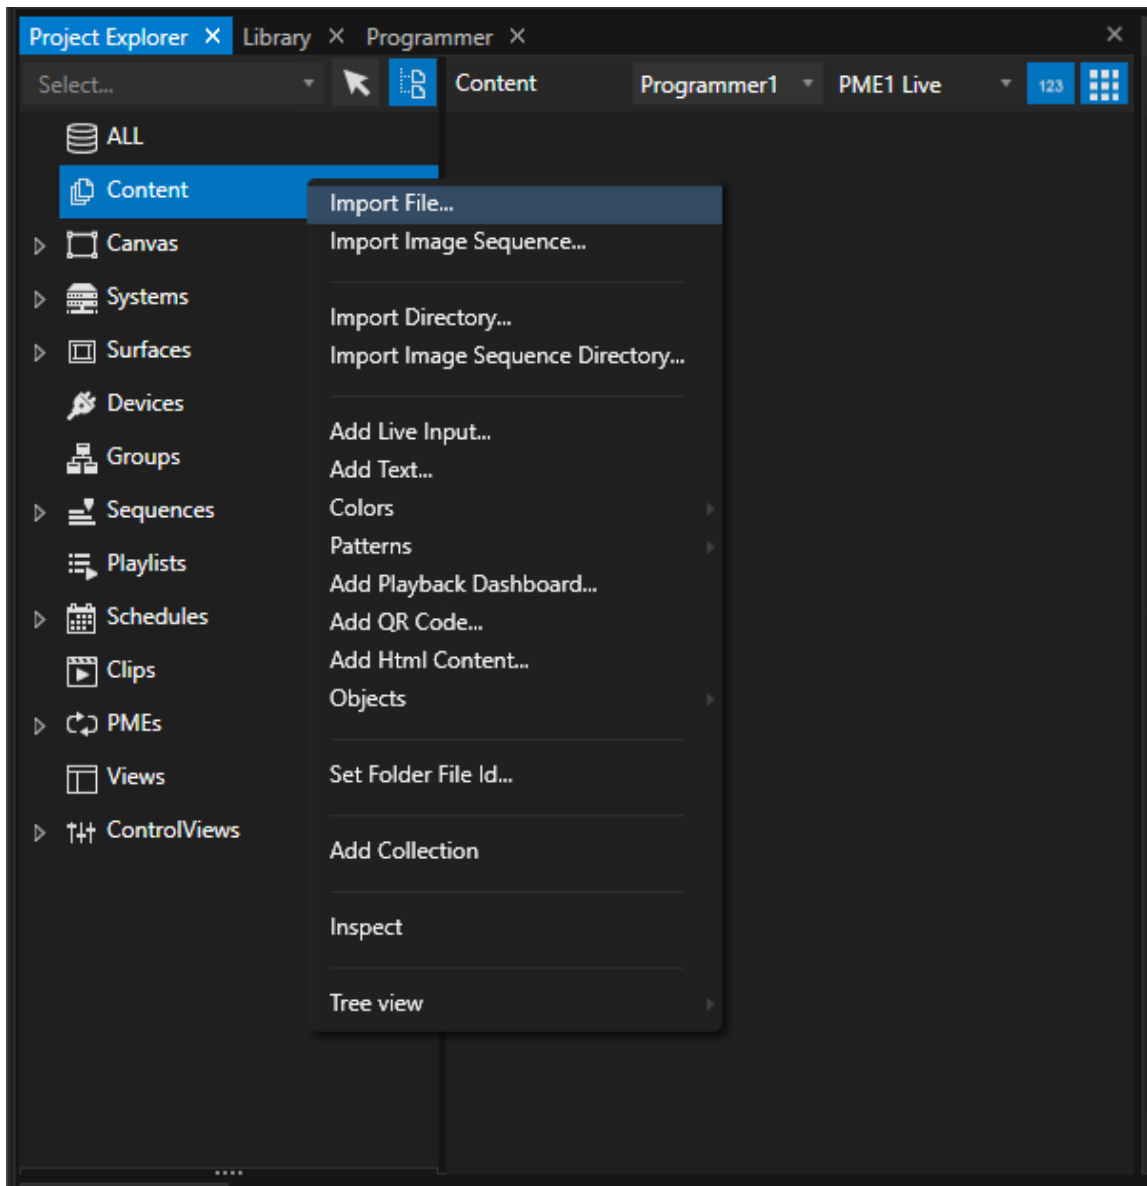 Project Explorer Library Programmer
Select... Content Programmer1 PME1 Live 123
ALL
Content
Canvas
Systems
Surfaces
Devices
Groups
Sequences
Playlists
Schedules
Clips
PMEs
Views
ControlViews
Import File...
Import Image Sequence...
Import Directory...
Import Image Sequence Directory...
Add Live Input...
Add Text...
Colors
Patterns
Add Playback Dashboard...
Add QR Code...
Add Html Content...
Objects
Set Folder File Id...
Add Collection
Inspect
Tree view